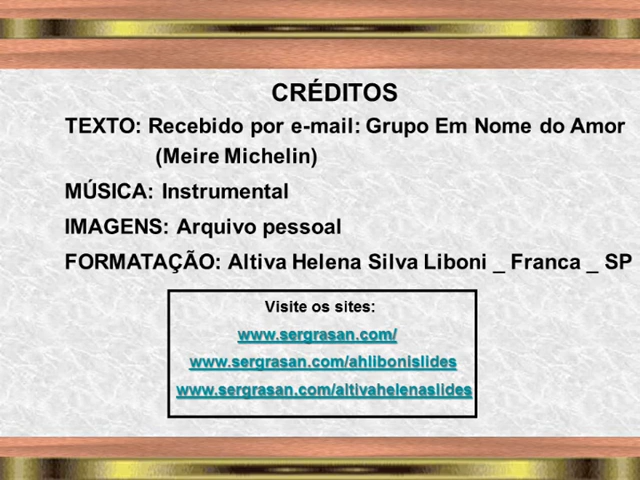 CRÉDITOS
TEXTO: Recebido por e-mail: Grupo Em Nome do Amor
(Meire Michelin)
MÚSICA: Instrumental
IMAGENS: Arquivo pessoal
FORMATAÇÃO: Altiva Helena Silva Liboni _ Franca _ SP
Visite os sites:
www.sergrasan.com/
www.sergrasan.com/ahlibonislides
www.sergrasan.com/altivahelenaslides